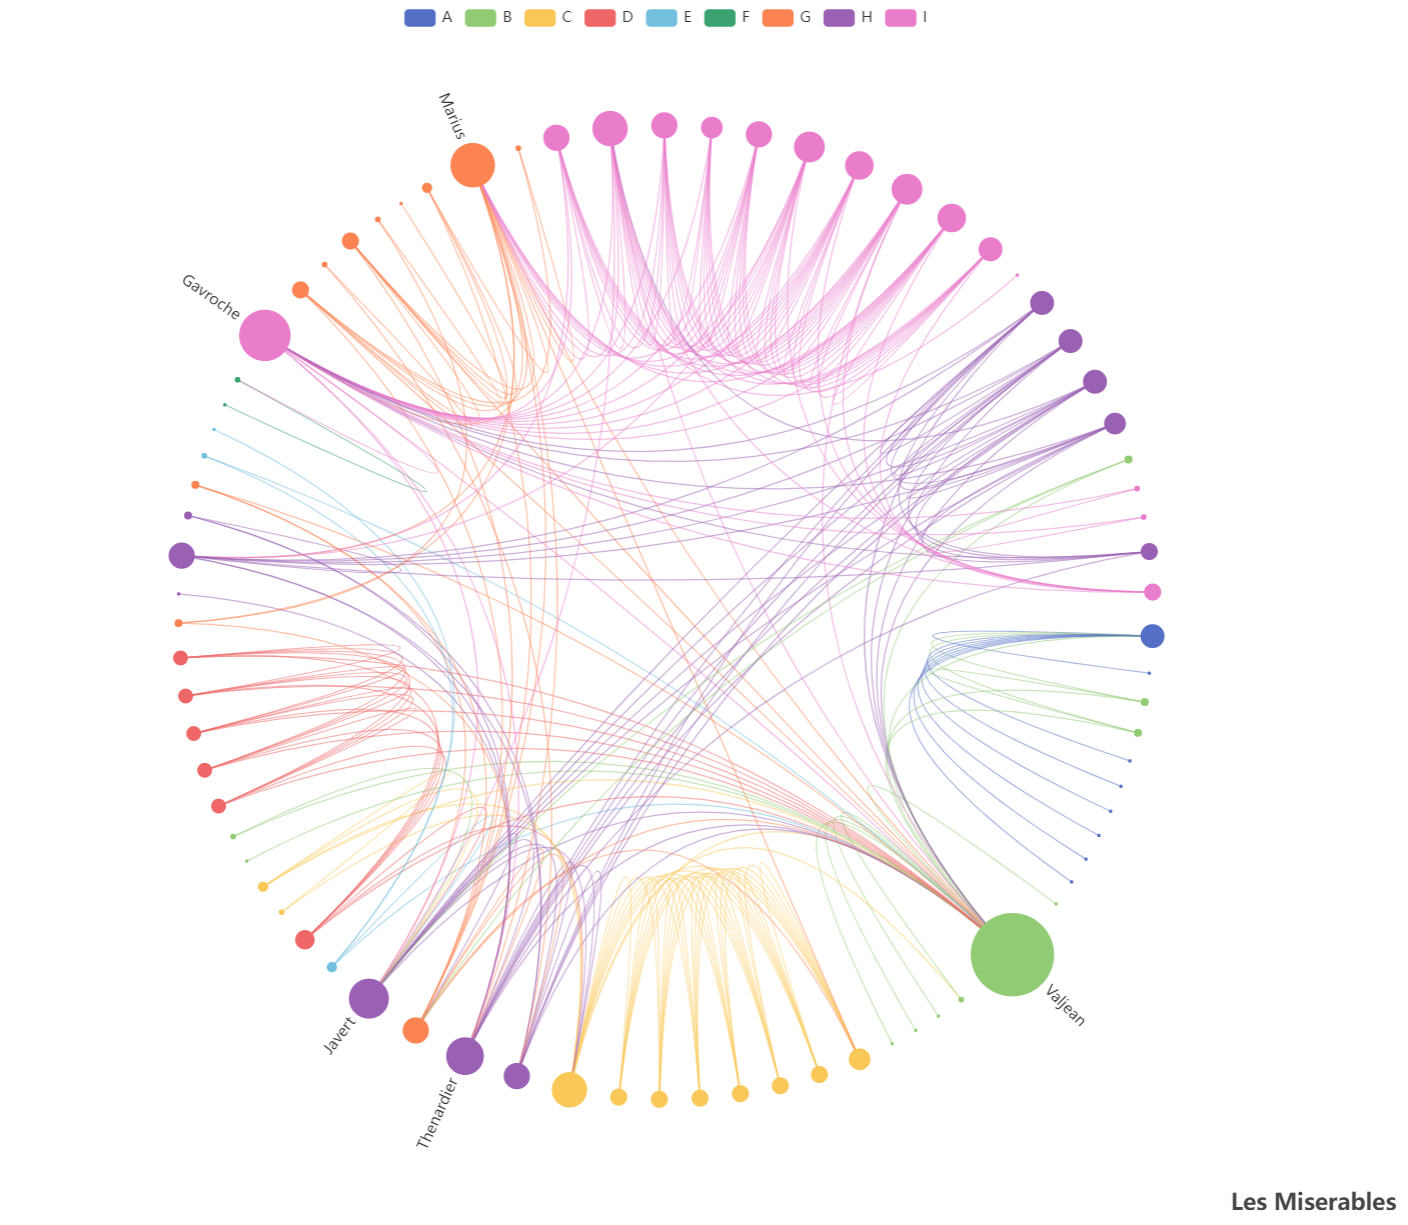 A B C D E F G H I
Marius
Gavroche
Valjean
Javert
Thenardier
Les Miserables